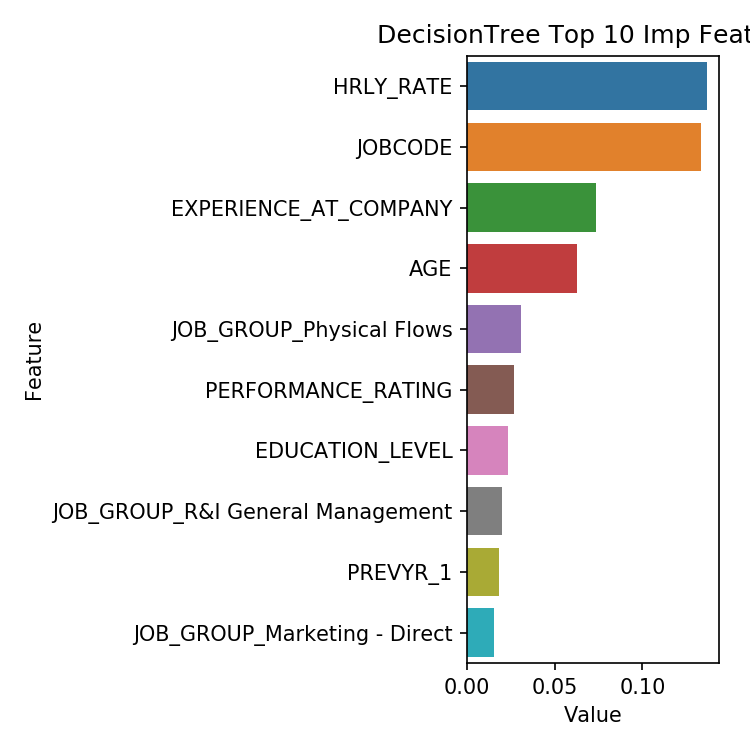 DecisionTree Top 10 Imp Feat
HRLY_RATE
JOBCODE
EXPERIENCE_AT_COMPANY
AGE
JOB_GROUP_Physical Flows
PERFORMANCE_RATING
EDUCATION_LEVEL
JOB_GROUP_R&I General Management
PREVYR_1
JOB_GROUP_Marketing - Direct
Feature
0.00 0.05 0.10
Value